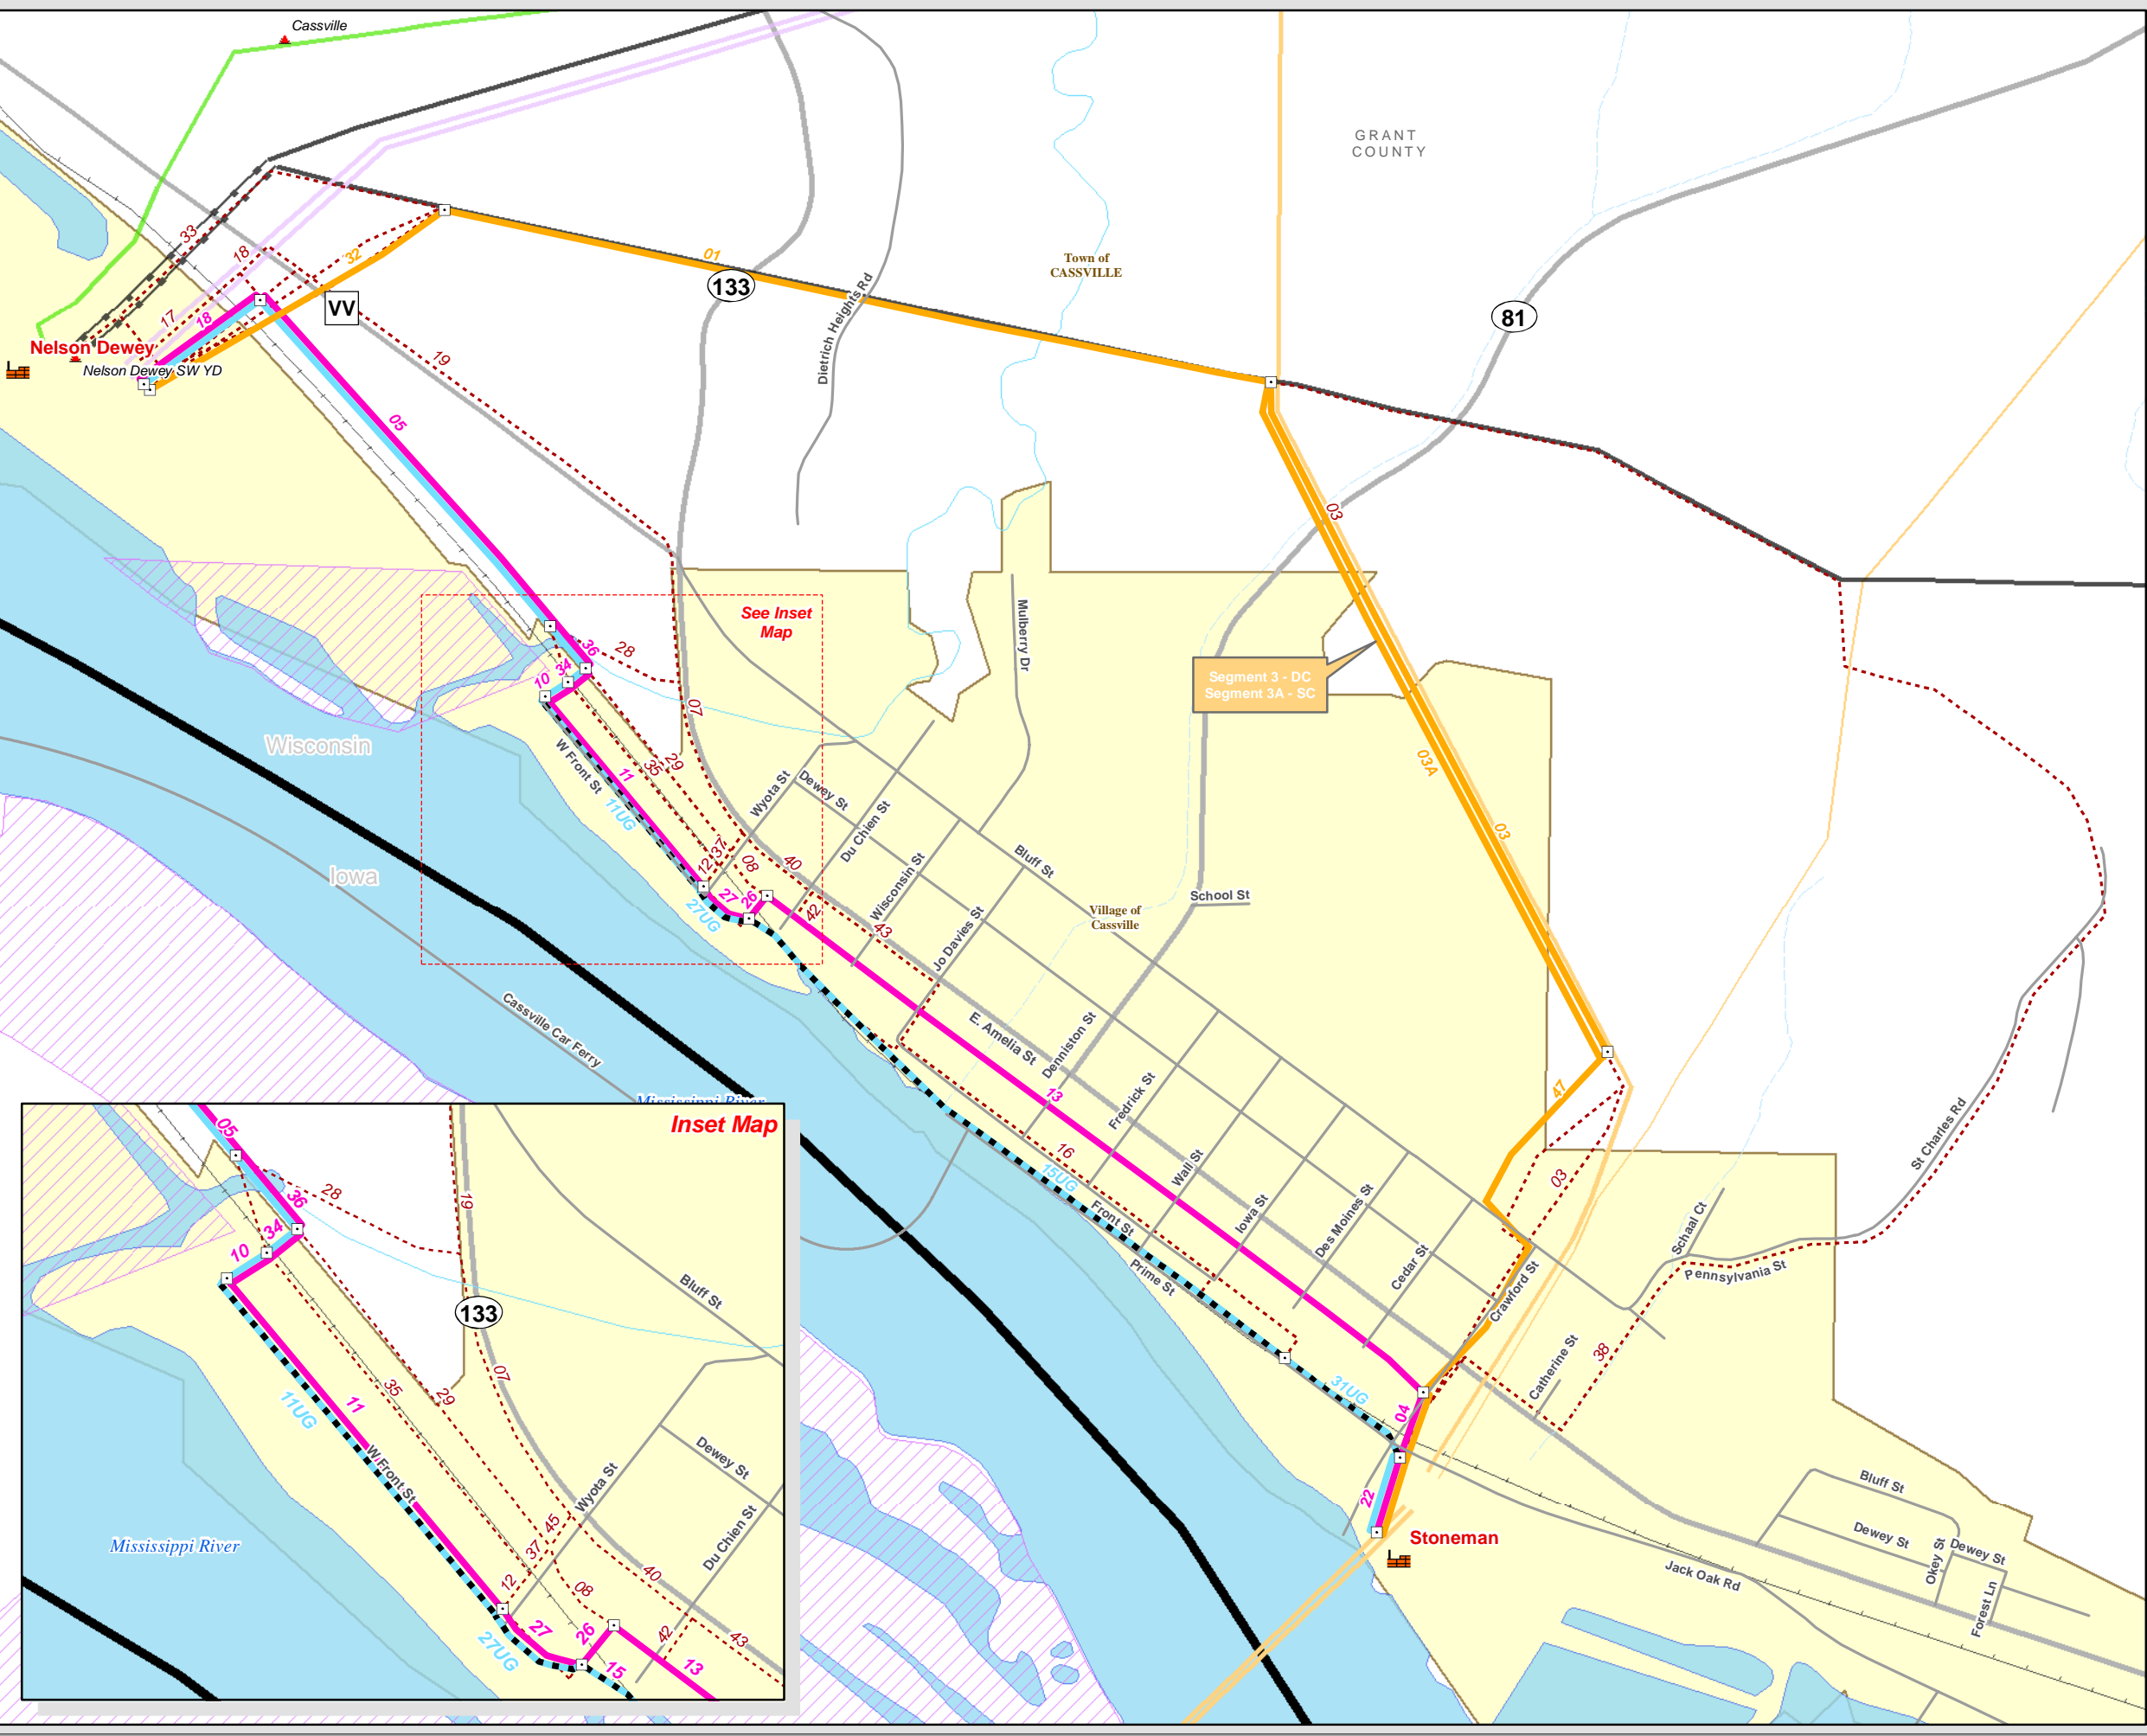 Cassville
GRANT
COUNTY
33
18
32
01
133
Town of
CASSVILLE
Dietrich Heights Rd
VV
81
17
18
Nelson Dewey
Nelson Dewey SW YD
19
05
03
See Inset
Map
Mulberry Dr
36
28
34
10
Segment 3 - DC
Segment 3A - SC
07
Wisconsin
W Front St
11
35
29
03A
Wyota St
Dewey St
11UG
Du Chien St
03
Iowa
12
37
08
40
Bluff St
Wisconsin St
School St
27
26
42
27UG
43
Jo Davies St
Village of
Cassville
Cassville Car Ferry
E. Amelia St
Denniston St
Mississippi River
13
Fredrick St
47
St Charles Rd
16
15UG
Wall St
03
Front St
Iowa St
Des Moines St
Schaal Ct
Prime St
Cedar St
Crawford St
Pennsylvania St
Catherine St
38
31UG
04
22
Stoneman
Bluff St
Dewey St
Dewey St
Okey St
Jack Oak Rd
Forest Ln
Inset Map
05
28
36
19
34
10
133
Bluff St
07
35
29
11
11UG
W Front St
Dewey St
Wyota St
45
37
Du Chien St
Mississippi River
12
08
40
27
26
42
43
27UG
15
13